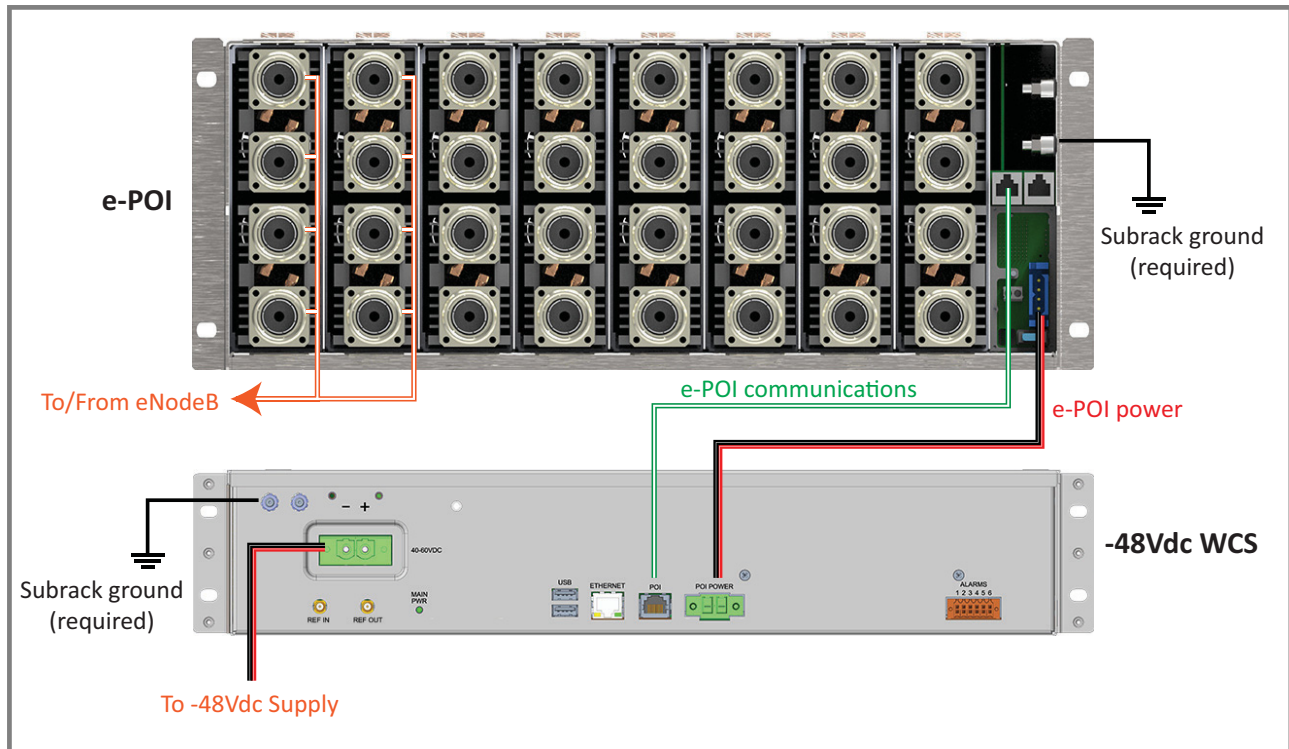 e-POI
Subrack ground
(required)
To/From eNodeB
e-POI communications
e-POI power
− +
40-60VDC
-48Vdc WCS
Subrack ground
(required)
MAIN
PWR
REF IN
REF OUT
USB
ETHERNET
POI
POI POWER
ALARMS
1 2 3 4 5 6
To -48Vdc Supply